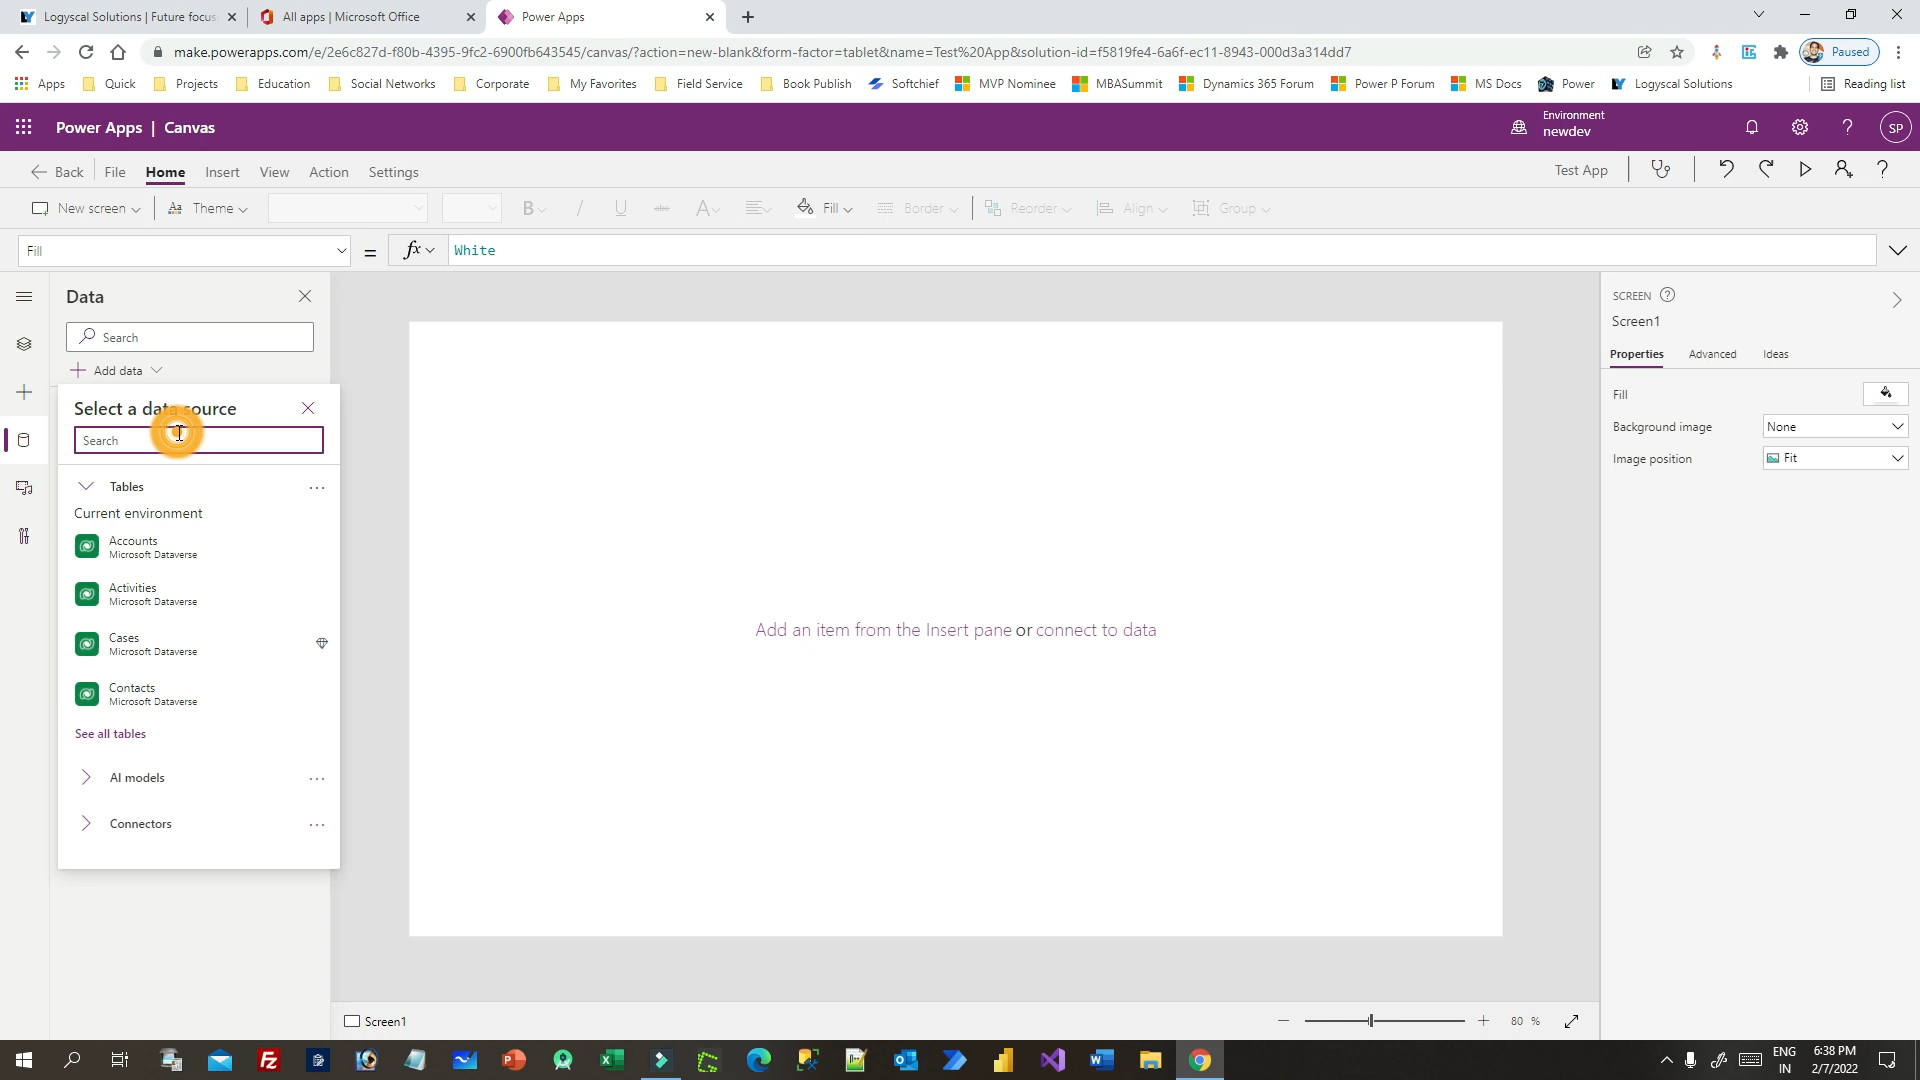 Logyscal Solutions | Future focus
All apps | Microsoft Office
Power Apps
make.powerapps.com/e/2e6c827d-f80b-4395-9fc2-6900fb643545/canvas/?action=new-blank&form-factor=tablet&name=Test%20App&solution-id=f5819fe4-6a6f-ec11-8943-000d3a314dd7
Paused
Apps Quick Projects Education Social Networks Corporate My Favorites Field Service Book Publish Softchief MVP Nominee MBASummit Dynamics 365 Forum Power P Forum MS Docs Power Logyscal Solutions Reading list
Power Apps | Canvas
Environment
newdev
SP
Back File Home Insert View Action Settings
Test App
New screen Theme B I U abc A Fill Border Reorder Align Group
Fill = fx White
Data
Search
Add data
Select a data source
Search
Tables
Current environment
Accounts
Microsoft Dataverse
Activities
Microsoft Dataverse
Cases
Microsoft Dataverse
Contacts
Microsoft Dataverse
See all tables
AI models
Connectors
Add an item from the Insert pane or connect to data
SCREEN
Screen1
Properties Advanced Ideas
Fill
Background image None
Image position Fit
Screen1
80 %
ENG
IN
6:38 PM
2/7/2022